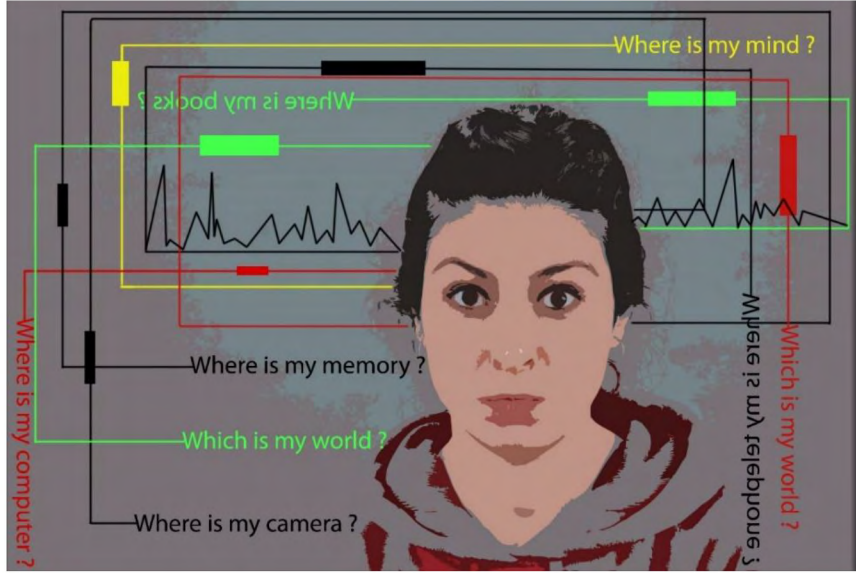 Where is my mind ?
Where is my books ?
Where is my memory ?
Which is my world ?
Where is my camera ?
Where is my computer ?
Where is my telephone ?
Which is my world ?